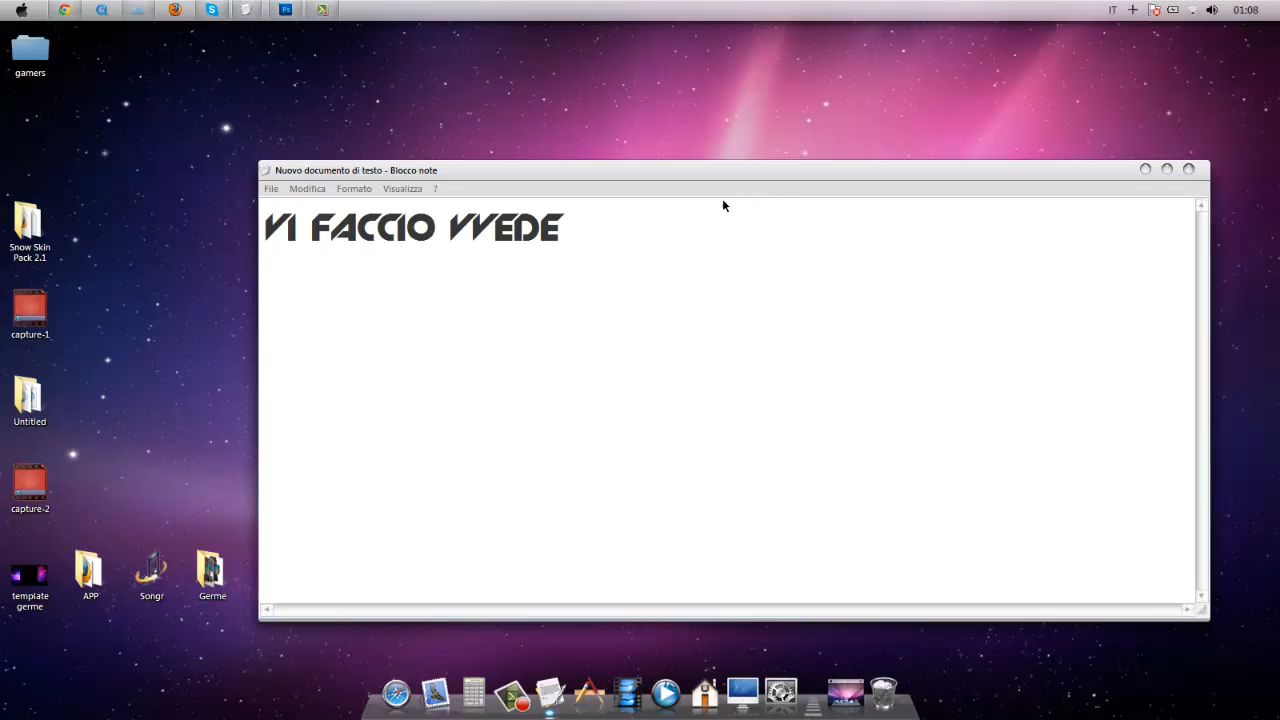 IT 01:08
gamers
Nuovo documento di testo - Blocco note
File Modifica Formato Visualizza ?
VI FACCIO VVEDE
Snow Skin
Pack 2.1
capture-1
Untitled
capture-2
template
germe
APP
Songr
Germe